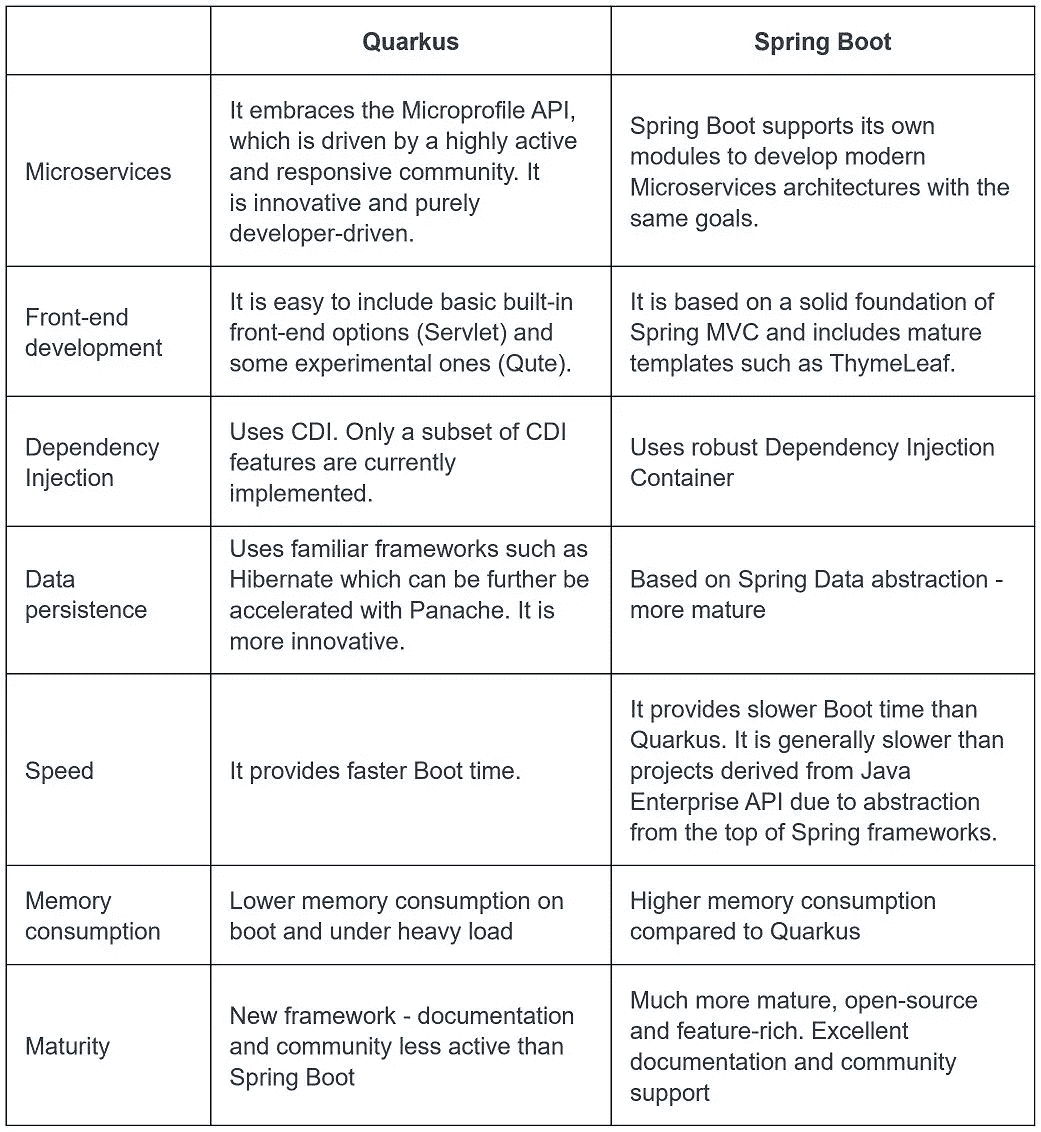 Quarkus
Spring Boot
Microservices
It embraces the Microprofile API,
which is driven by a highly active
and responsive community. It
is innovative and purely
developer-driven.
Spring Boot supports its own
modules to develop modern
Microservices architectures with the
same goals.
Front-end
development
It is easy to include basic built-in
front-end options (Servlet) and
some experimental ones (Qute).
It is based on a solid foundation of
Spring MVC and includes mature
templates such as ThymeLeaf.
Dependency
Injection
Uses CDI. Only a subset of CDI
features are currently
implemented.
Uses robust Dependency Injection
Container
Data
persistence
Uses familiar frameworks such as
Hibernate which can be further be
accelerated with Panache. It is
more innovative.
Based on Spring Data abstraction -
more mature
Speed
It provides faster Boot time.
It provides slower Boot time than
Quarkus. It is generally slower than
projects derived from Java
Enterprise API due to abstraction
from the top of Spring frameworks.
Memory
consumption
Lower memory consumption on
boot and under heavy load
Higher memory consumption
compared to Quarkus
Maturity
New framework - documentation
and community less active than
Spring Boot
Much more mature, open-source
and feature-rich. Excellent
documentation and community
support